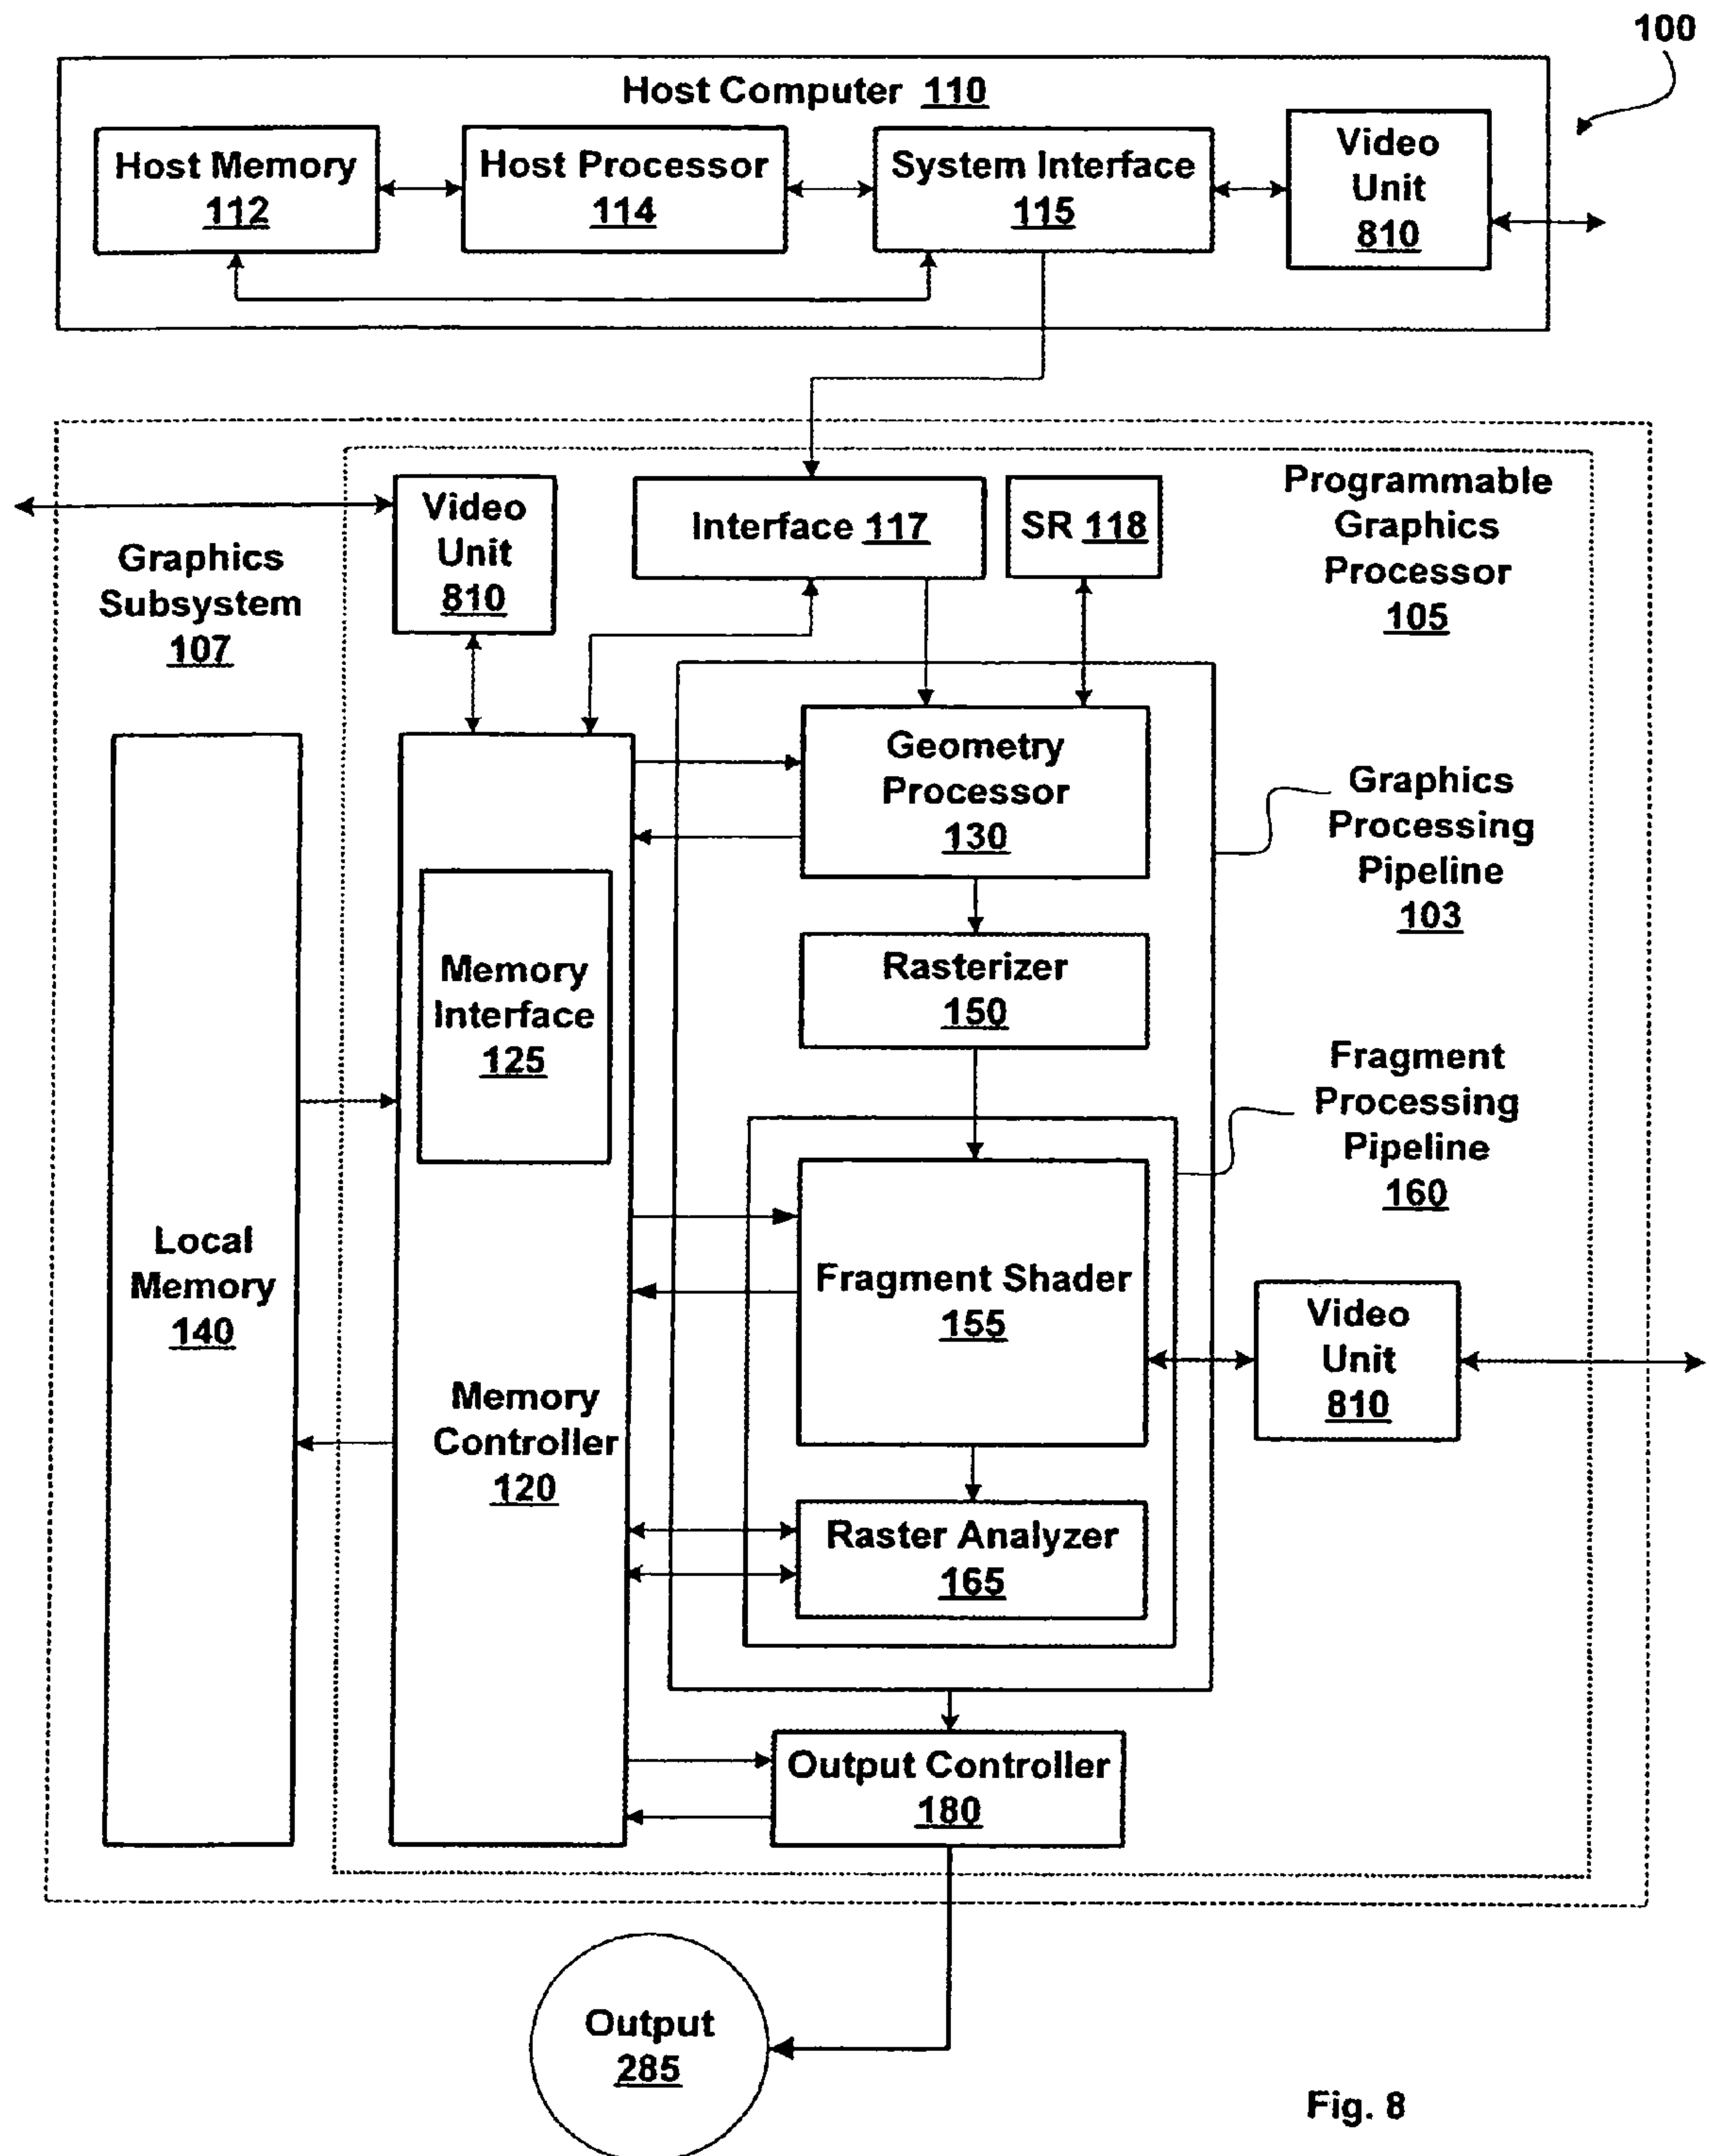 100
Host Computer 110
Host Memory
112
Host Processor
114
System Interface
115
Video
Unit
810
Graphics
Subsystem
107
Video
Unit
810
Interface 117
SR 118
Programmable
Graphics
Processor
105
Geometry
Processor
130
Graphics
Processing
Pipeline
103
Memory
Interface
125
Rasterizer
150
Fragment
Processing
Pipeline
160
Local
Memory
140
Fragment Shader
155
Video
Unit
810
Memory
Controller
120
Raster Analyzer
165
Output Controller
180
Output
285
Fig. 8